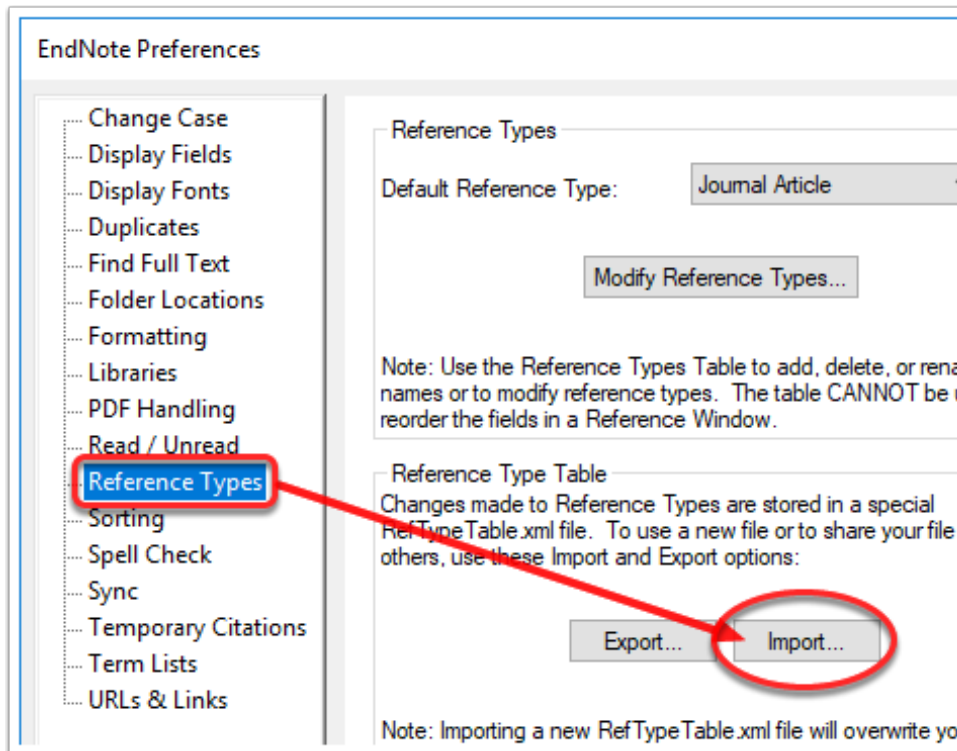 EndNote Preferences
Change Case
Display Fields
Display Fonts
Duplicates
Find Full Text
Folder Locations
Formatting
Libraries
PDF Handling
Read / Unread
Reference Types
Sorting
Spell Check
Sync
Temporary Citations
Term Lists
URLs & Links
Reference Types
Default Reference Type:
Journal Article
Modify Reference Types...
Note: Use the Reference Types Table to add, delete, or
names or to modify reference types. The table CANNOT be
reorder the fields in a Reference Window.
Reference Type Table
Changes made to Reference Types are stored in a special
RefTypeTable.xml file. To use a new file or to share your file
others, use these Import and Export options:
Export...
Import...
Note: Importing a new RefTypeTable.xml file will overwrite